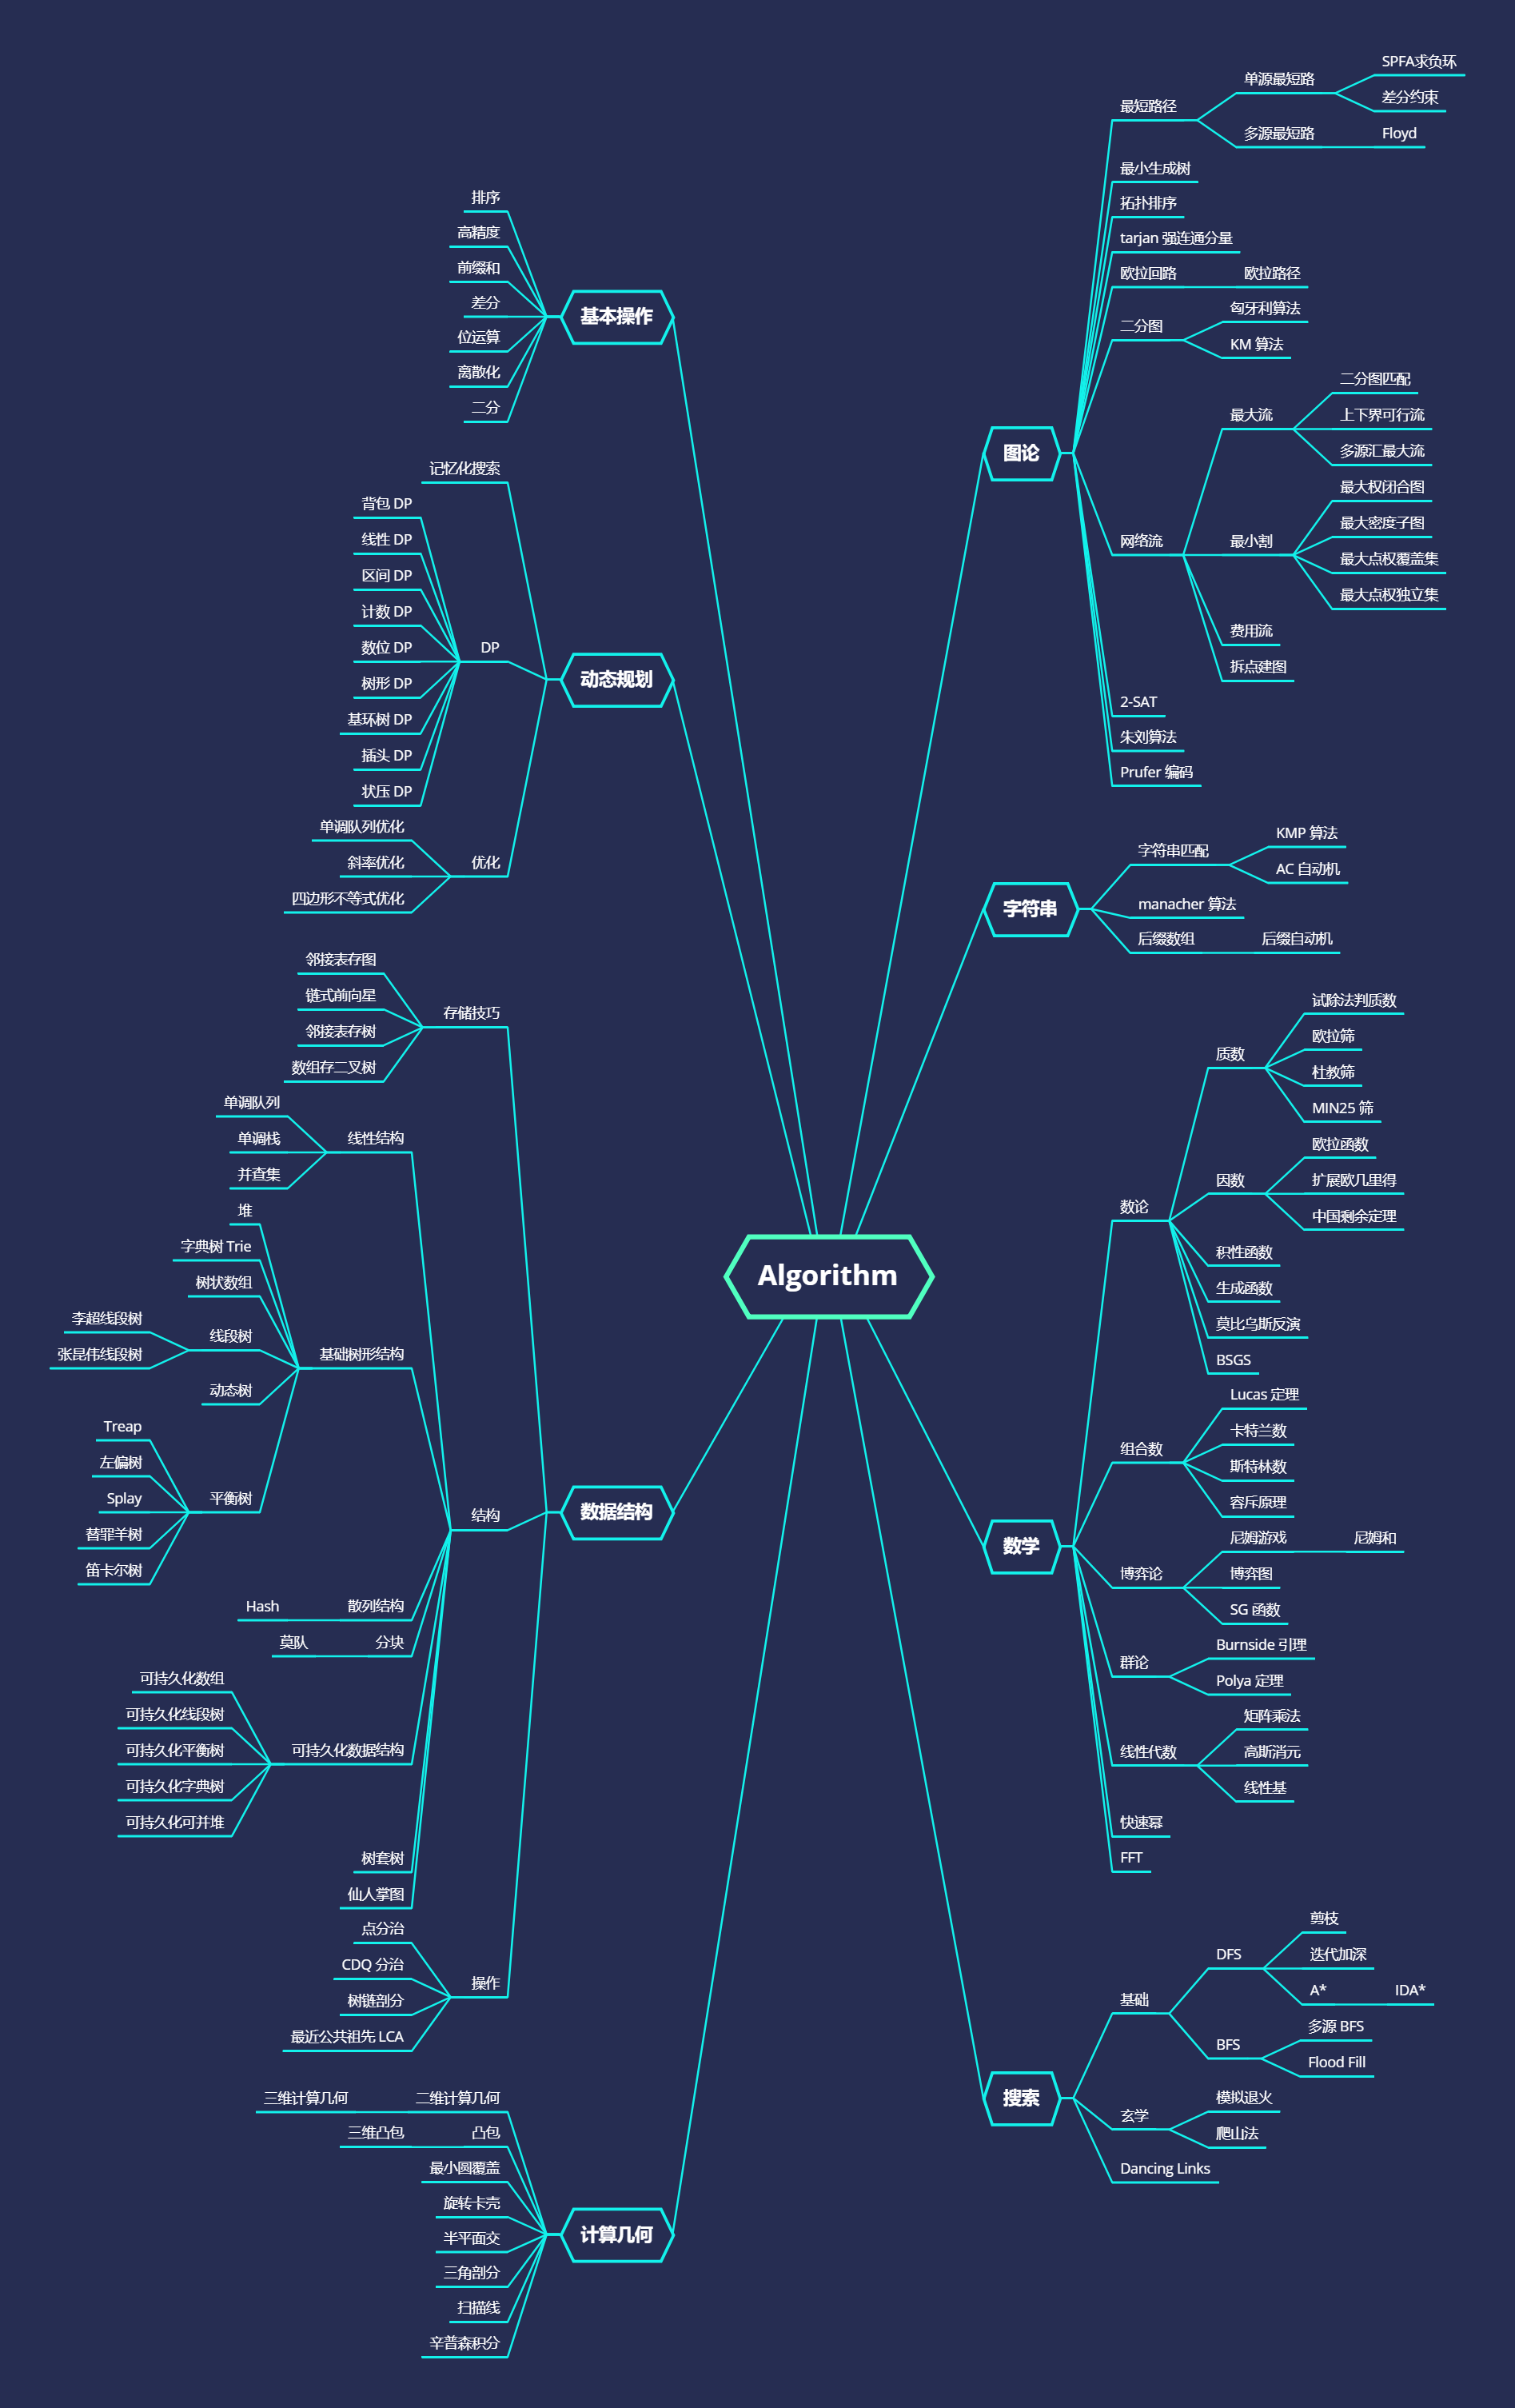 Algorithm
图论
最短路径
单源最短路
SPFA求负环
差分约束
多源最短路
Floyd
最小生成树
拓扑排序
tarjan 强连通分量
欧拉回路
欧拉路径
二分图
匈牙利算法
KM 算法
网络流
最大流
二分图匹配
上下界可行流
多源汇最大流
最小割
最大权闭合图
最大密度子图
最大点权覆盖集
最大点权独立集
费用流
拆点建图
2-SAT
朱刘算法
Prufer 编码
字符串
字符串匹配
KMP 算法
AC 自动机
manacher 算法
后缀数组
后缀自动机
数学
数论
质数
试除法判质数
欧拉筛
杜教筛
MIN25 筛
因数
欧拉函数
扩展欧几里得
中国剩余定理
积性函数
生成函数
莫比乌斯反演
BSGS
组合数
Lucas 定理
卡特兰数
斯特林数
容斥原理
博弈论
尼姆游戏
尼姆和
博弈图
SG 函数
群论
Burnside 引理
Polya 定理
线性代数
矩阵乘法
高斯消元
线性基
快速幂
FFT
搜索
基础
DFS
剪枝
迭代加深
A*
IDA*
BFS
多源 BFS
Flood Fill
玄学
模拟退火
爬山法
Dancing Links
基本操作
排序
高精度
前缀和
差分
位运算
离散化
二分
动态规划
记忆化搜索
DP
背包 DP
线性 DP
区间 DP
计数 DP
数位 DP
树形 DP
基环树 DP
插头 DP
状压 DP
优化
单调队列优化
斜率优化
四边形不等式优化
数据结构
存储技巧
邻接表存图
链式前向星
邻接表存树
数组存二叉树
结构
线性结构
单调队列
单调栈
并查集
基础树形结构
堆
字典树 Trie
树状数组
线段树
李超线段树
张昆伟线段树
动态树
平衡树
Treap
左偏树
Splay
替罪羊树
笛卡尔树
散列结构
Hash
分块
莫队
可持久化数据结构
可持久化数组
可持久化线段树
可持久化平衡树
可持久化字典树
可持久化可并堆
树套树
仙人掌图
操作
点分治
CDQ 分治
树链剖分
最近公共祖先 LCA
计算几何
二维计算几何
三维计算几何
凸包
三维凸包
最小圆覆盖
旋转卡壳
半平面交
三角剖分
扫描线
辛普森积分